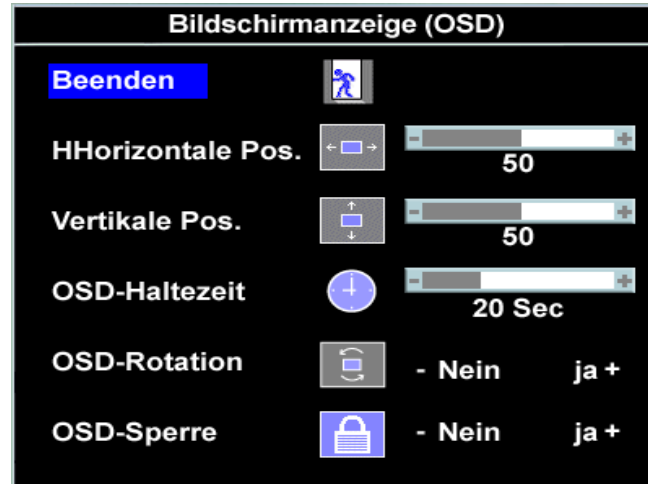 Bildschirmanzeige (OSD)
Beenden
HHorizontale Pos. - +
50
Vertikale Pos. - +
50
OSD-Haltezeit - +
20 Sec
OSD-Rotation - Nein ja +
OSD-Sperre - Nein ja +